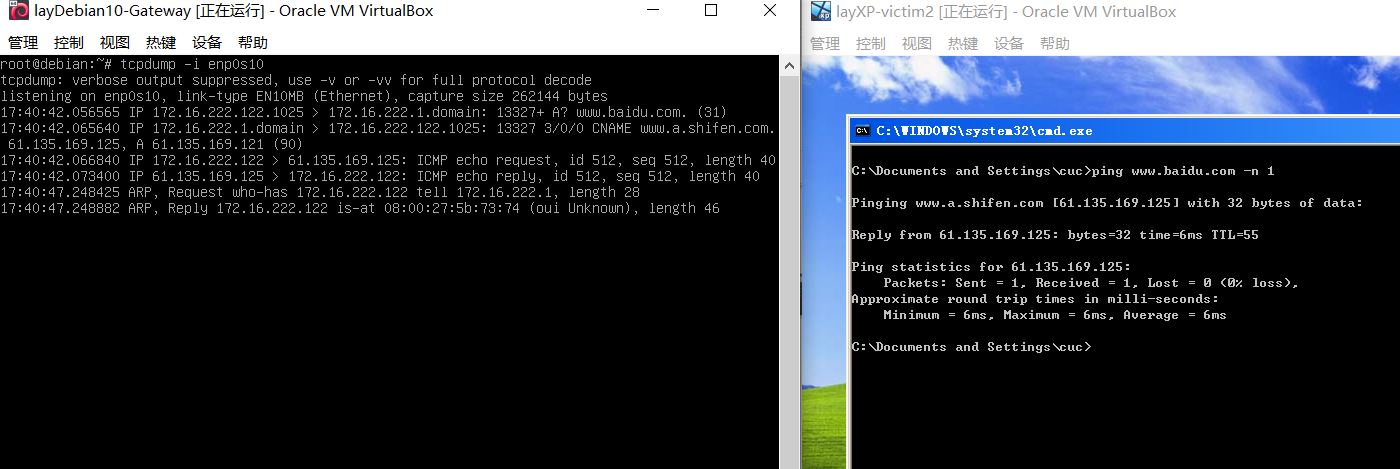 layDebian10-Gateway [正在运行] - Oracle VM VirtualBox
管理 控制 视图 热键 设备 帮助
root@debian:~# tcpdump -i enp0s10
tcpdump: verbose output suppressed, use -v or -vv for full protocol decode
listening on enp0s10, link-type EN10MB (Ethernet), capture size 262144 bytes
17:40:42.056565 IP 172.16.222.122.1025 > 172.16.222.1.domain: 13327+ A? www.baidu.com. (31)
17:40:42.065640 IP 172.16.222.1.domain > 172.16.222.122.1025: 13327 3/0/0 CNAME www.a.shifen.com.
 61.135.169.125, A 61.135.169.121 (90)
17:40:42.066840 IP 172.16.222.122 > 61.135.169.125: ICMP echo request, id 512, seq 512, length 40
17:40:42.073400 IP 61.135.169.125 > 172.16.222.122: ICMP echo reply, id 512, seq 512, length 40
17:40:47.248425 ARP, Request who-has 172.16.222.122 tell 172.16.222.1, length 28
17:40:47.248882 ARP, Reply 172.16.222.122 is-at 08:00:27:5b:73:74 (oui Unknown), length 46
layXP-victim2 [正在运行] - Oracle VM VirtualBox
管理 控制 视图 热键 设备 帮助
C:\WINDOWS\system32\cmd.exe
C:\Documents and Settings\cuc>ping www.baidu.com -n 1
Pinging www.a.shifen.com [61.135.169.125] with 32 bytes of data:
Reply from 61.135.169.125: bytes=32 time=6ms TTL=55
Ping statistics for 61.135.169.125:
    Packets: Sent = 1, Received = 1, Lost = 0 (0% loss),
Approximate round trip times in milli-seconds:
    Minimum = 6ms, Maximum = 6ms, Average = 6ms
C:\Documents and Settings\cuc>